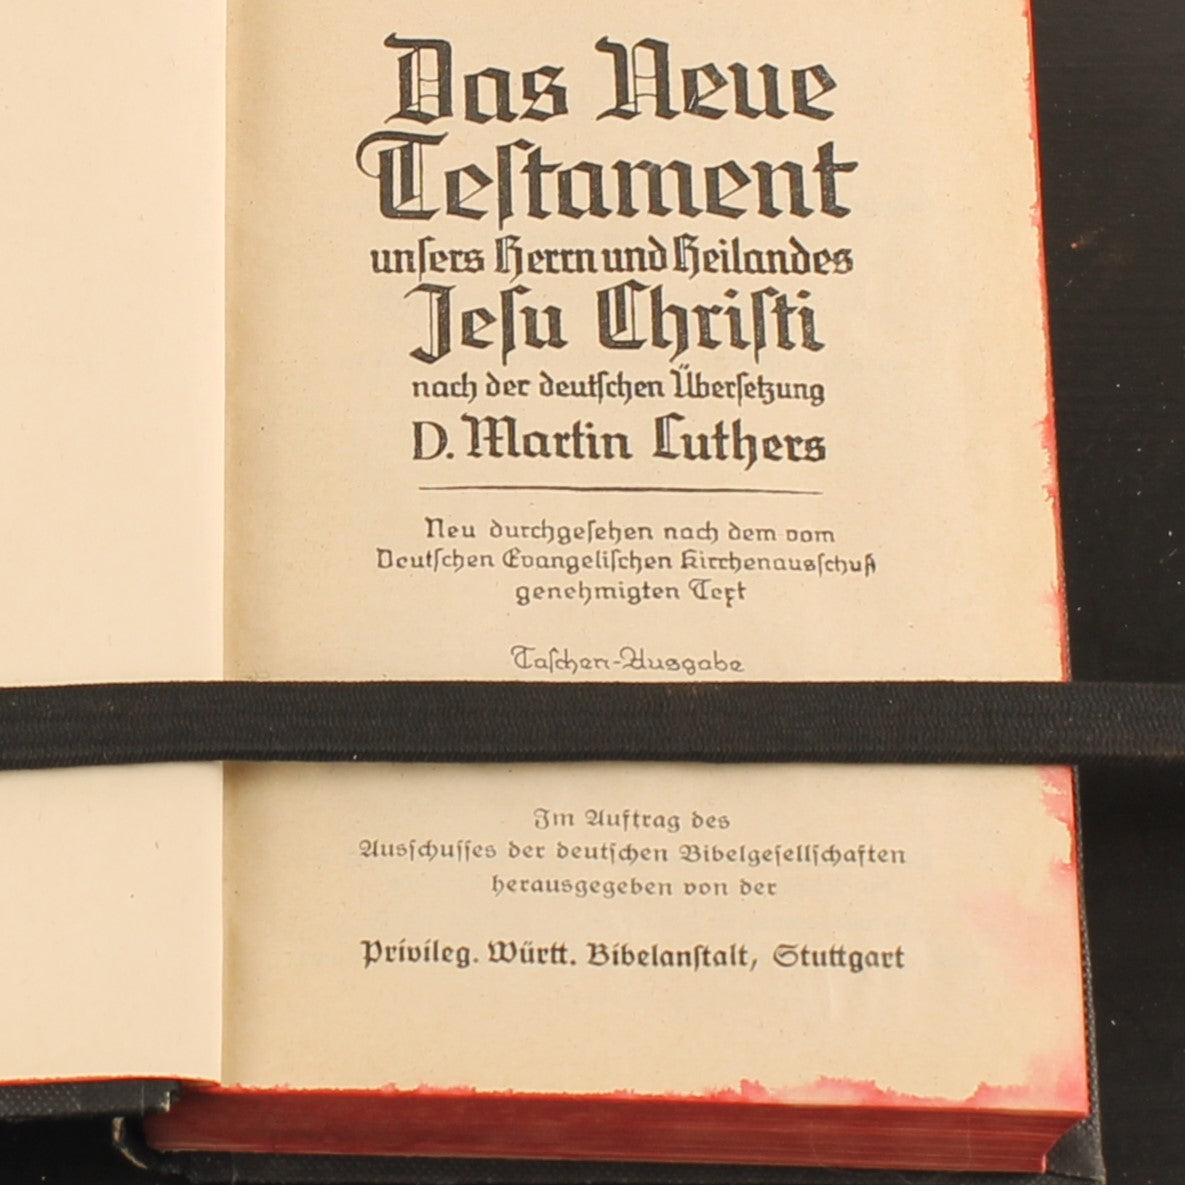 Das Neue
Teſtament
unſers Herrn und Heilandes
Jeſu Chriſti
nach der deutſchen Überſetzung
D. Martin Luthers
Neu durchgeſehen nach dem vom
Deutſchen Evangeliſchen Kirchenausſchuß
genehmigten Text
Taſchen-Ausgabe
Im Auftrag des
Ausſchuſſes der deutſchen Bibelgeſellſchaften
herausgegeben von der
Privileg. Württ. Bibelanſtalt, Stuttgart